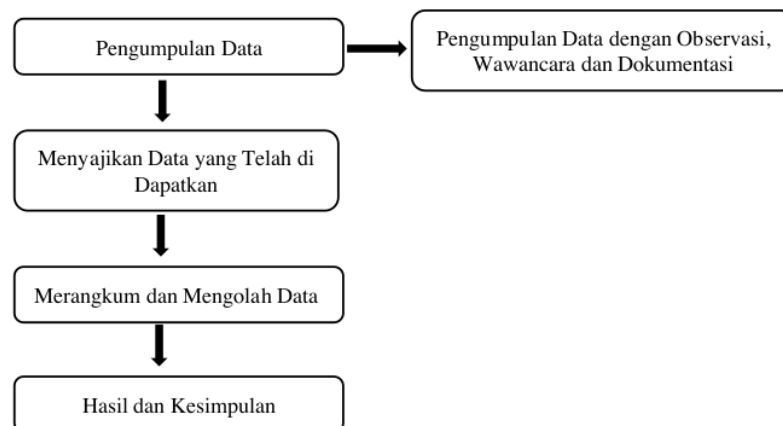 Pengumpulan Data
Pengumpulan Data dengan Observasi,
Wawancara dan Dokumentasi
Menyajikan Data yang Telah di
Dapatkan
Merangkum dan Mengolah Data
Hasil dan Kesimpulan